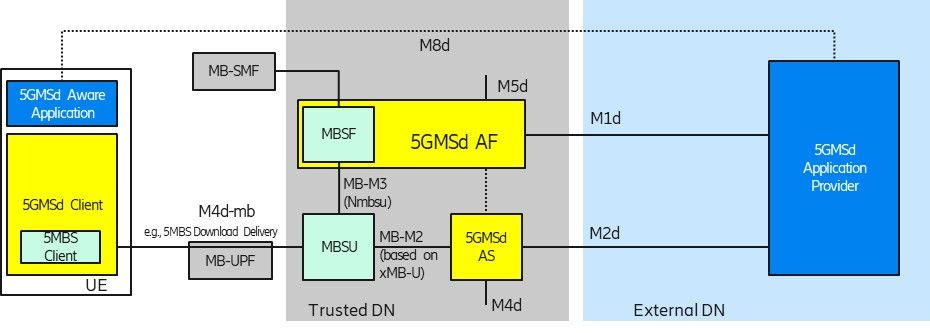 M8d
MB-SMF
M5d
5GMSd Aware
Application
MBSF
5GMSd AF
M1d
5GMSd
Application
Provider
5GMSd Client
MB-M3
(Nmbsu)
M4d-mb
e.g., 5MBS Download Delivery
5MBS
Client
MB-UPF
MBSU
MB-M2
(based on
xMB-U)
5GMSd
AS
M2d
UE
M4d
Trusted DN
External DN